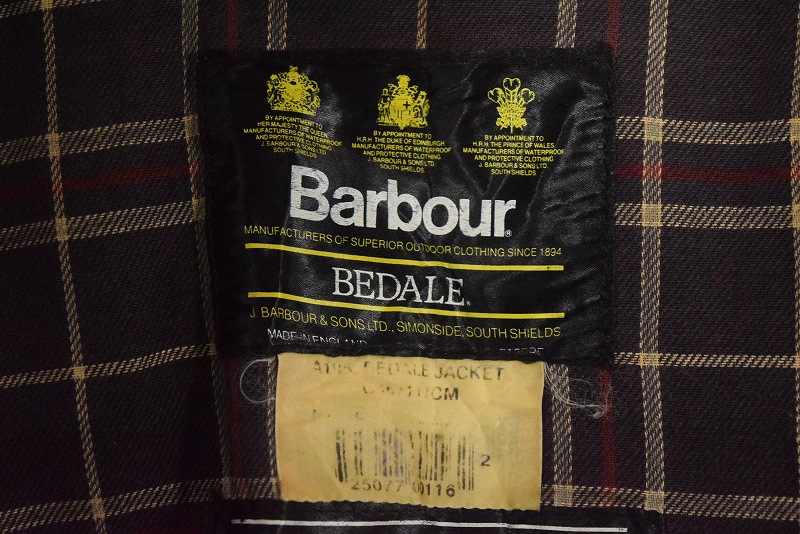 BY APPOINTMENT TO
HER MAJESTY THE QUEEN
MANUFACTURERS OF WATERPROOF
AND PROTECTIVE CLOTHING
J. BARBOUR & SONS LTD.
SOUTH SHIELDS
BY APPOINTMENT TO
H.R.H. THE DUKE OF EDINBURGH
MANUFACTURERS OF WATERPROOF
AND PROTECTIVE CLOTHING
J. BARBOUR & SONS LTD.
SOUTH SHIELDS
BY APPOINTMENT TO
H.R.H. THE PRINCE OF WALES
MANUFACTURERS OF WATERPROOF
AND PROTECTIVE CLOTHING
J. BARBOUR & SONS LTD.
SOUTH SHIELDS
Barbour®
MANUFACTURERS OF SUPERIOR OUTDOOR CLOTHING SINCE 1894
BEDALE
J. BARBOUR & SONS LTD., SIMONSIDE, SOUTH SHIELDS
MADE IN ENGLAND
BEDALE JACKET
2
25077 00116